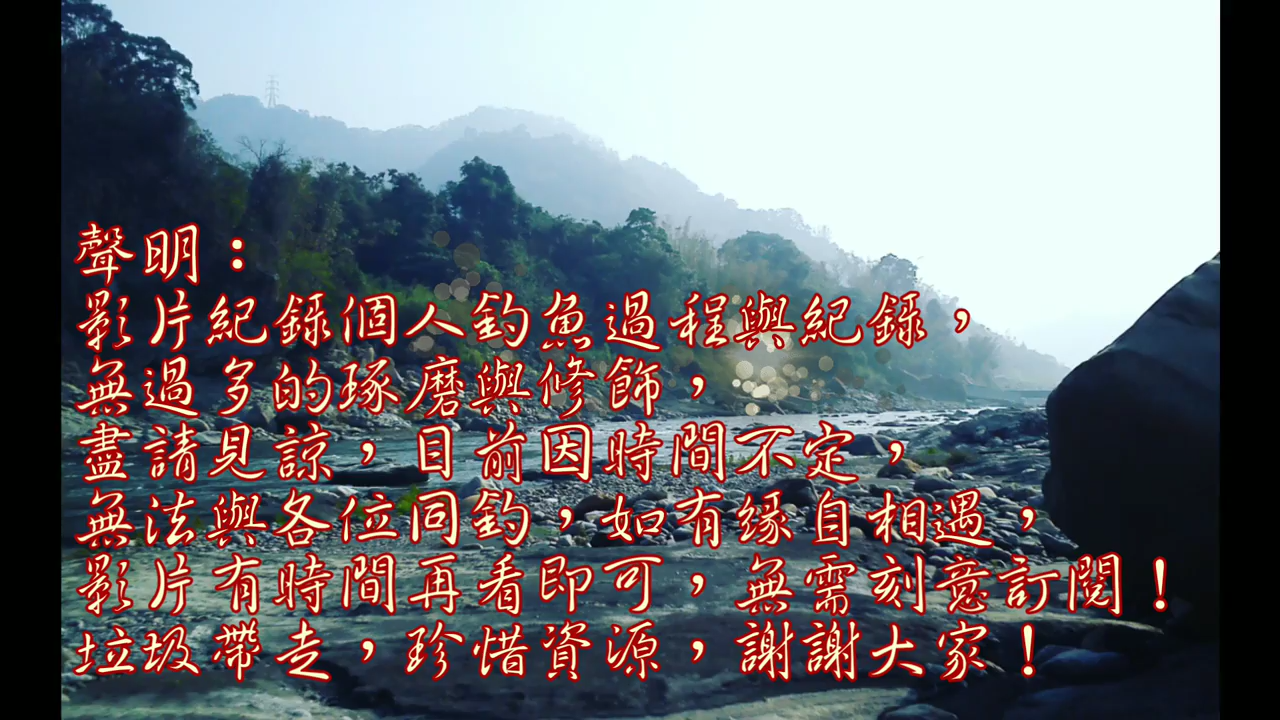 聲明：
影片紀錄個人釣魚過程與紀錄，
無過多的琢磨與修飾，
盡請見諒，目前因時間不定，
無法與各位同釣，如有緣自相遇，
影片有時間再看即可，無需刻意訂閱！
垃圾帶走，珍惜資源，謝謝大家！